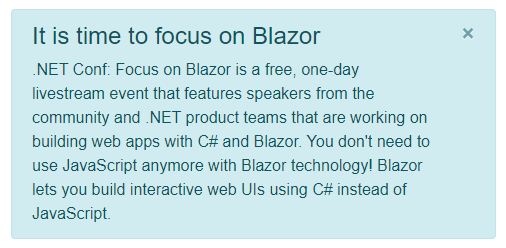 It is time to focus on Blazor
×
.NET Conf: Focus on Blazor is a free, one-day
livestream event that features speakers from the
community and .NET product teams that are working on
building web apps with C# and Blazor. You don't need to
use JavaScript anymore with Blazor technology! Blazor
lets you build interactive web UIs using C# instead of
JavaScript.